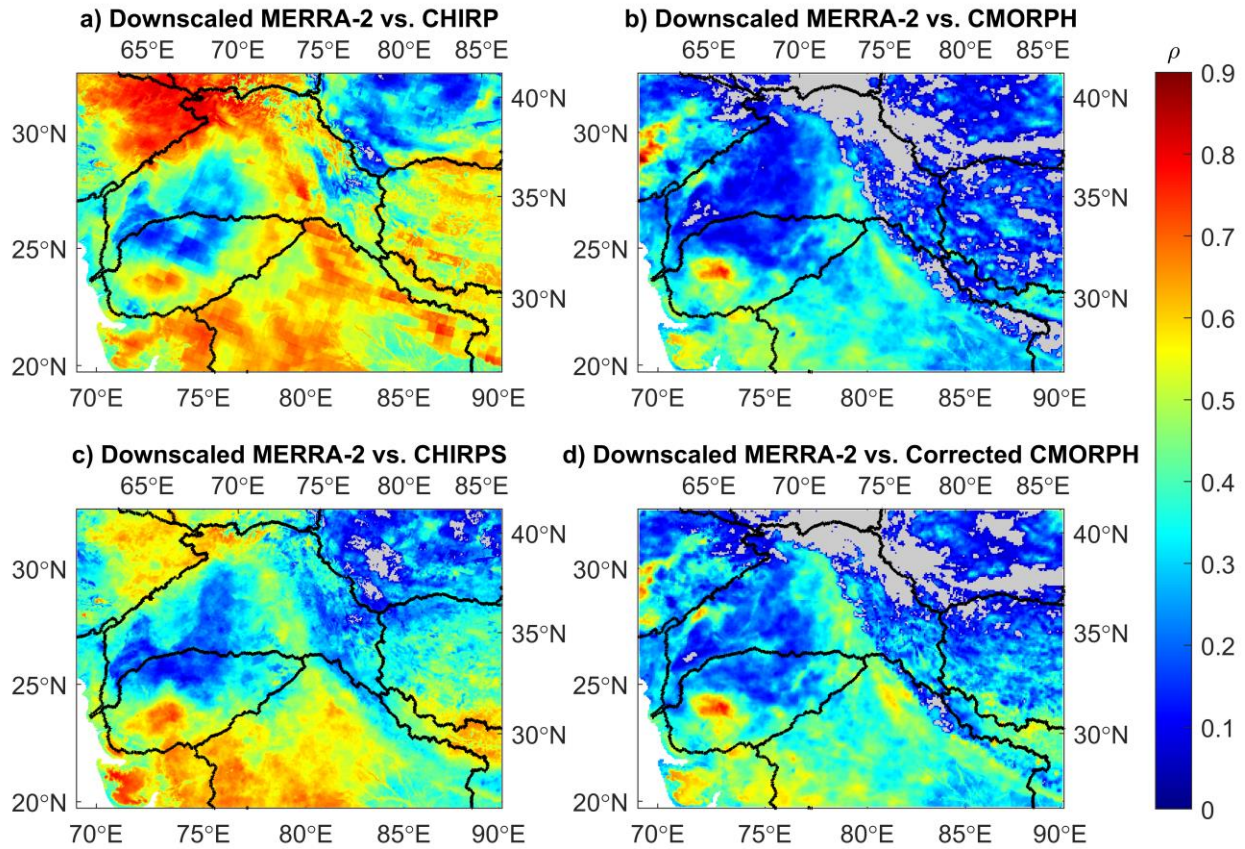 a) Downscaled MERRA-2 vs. CHIRP
65°E 70°E 75°E 80°E 85°E
30°N 25°N 20°N
40°N 35°N 30°N
70°E 75°E 80°E 85°E 90°E
b) Downscaled MERRA-2 vs. CMORPH
65°E 70°E 75°E 80°E 85°E
30°N 25°N 20°N
40°N 35°N 30°N
70°E 75°E 80°E 85°E 90°E
c) Downscaled MERRA-2 vs. CHIRPS
65°E 70°E 75°E 80°E 85°E
30°N 25°N 20°N
40°N 35°N 30°N
70°E 75°E 80°E 85°E 90°E
d) Downscaled MERRA-2 vs. Corrected CMORPH
65°E 70°E 75°E 80°E 85°E
30°N 25°N 20°N
40°N 35°N 30°N
70°E 75°E 80°E 85°E 90°E
ρ
0.9
0.8
0.7
0.6
0.5
0.4
0.3
0.2
0.1
0